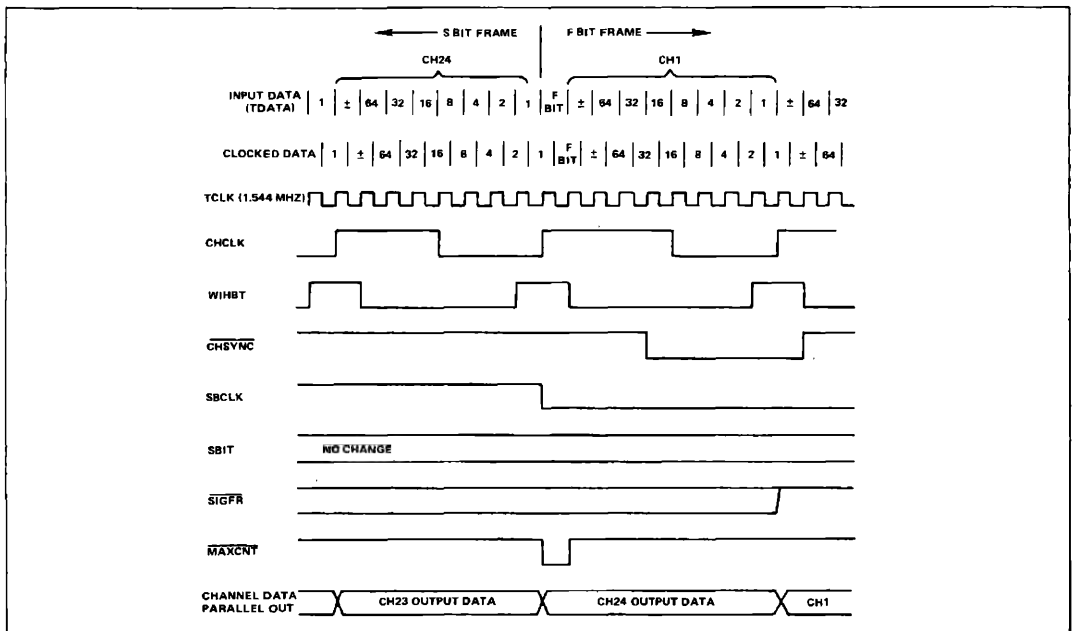 S BIT FRAME F BIT FRAME
CH24 CH1
INPUT DATA (TDATA) 1 ± 64 32 16 8 4 2 1 F BIT ± 64 32 16 8 4 2 1 ± 64 32
CLOCKED DATA 1 ± 64 32 16 8 4 2 1 F BIT ± 64 32 16 8 4 2 1 ± 64
TCLK (1.544 MHZ)
CHCLK
WIHBT
CHSYNC
SBCLK
SBIT NO CHANGE
SIGFR
MAXCNT
CHANNEL DATA PARALLEL OUT CH23 OUTPUT DATA CH24 OUTPUT DATA CH1